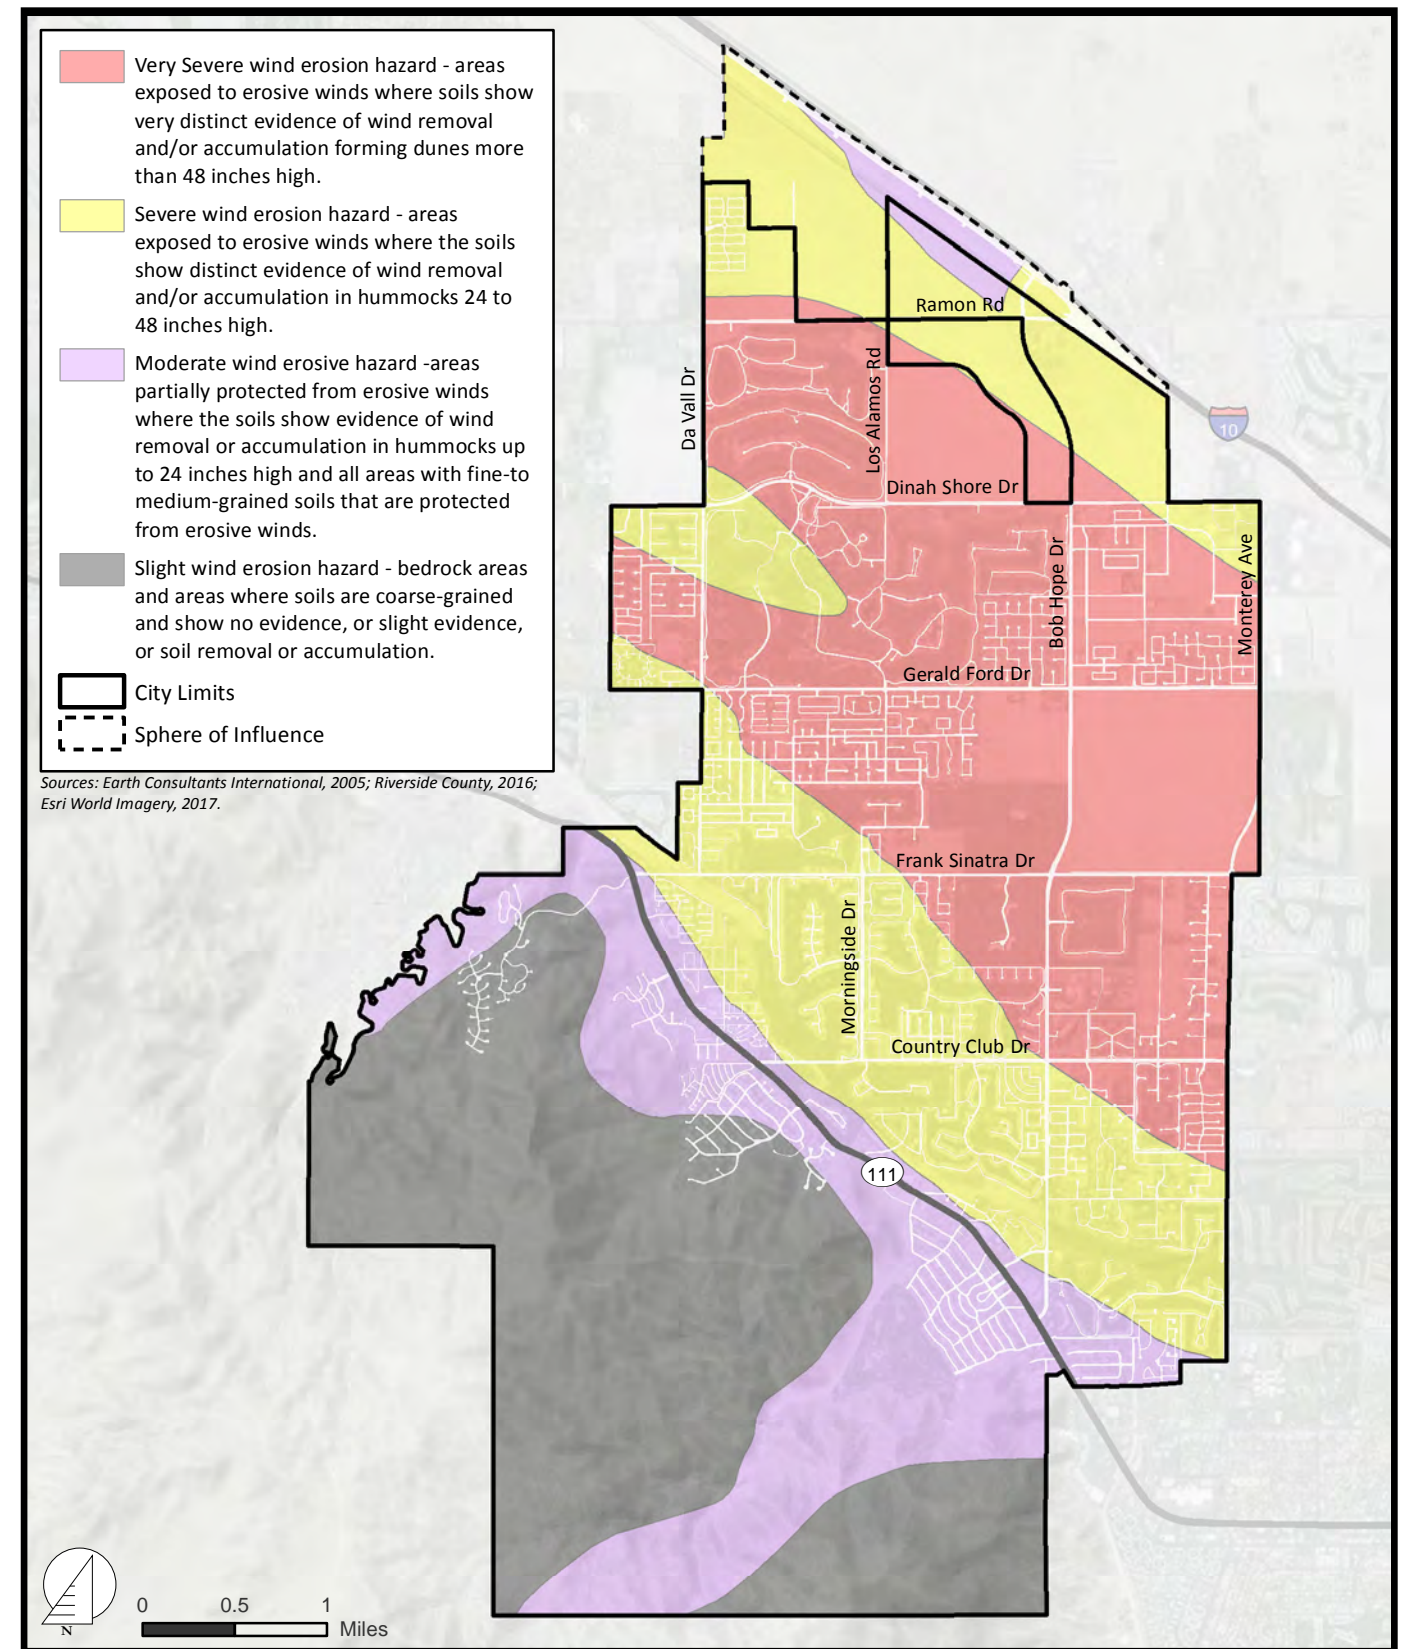 Very Severe wind erosion hazard - areas
exposed to erosive winds where soils show
very distinct evidence of wind removal
and/or accumulation forming dunes more
than 48 inches high.
Severe wind erosion hazard - areas
exposed to erosive winds where the soils
show distinct evidence of wind removal
and/or accumulation in hummocks 24 to
48 inches high.
Moderate wind erosive hazard -areas
partially protected from erosive winds
where the soils show evidence of wind
removal or accumulation in hummocks up
to 24 inches high and all areas with fine-to
medium-grained soils that are protected
from erosive winds.
Slight wind erosion hazard - bedrock areas
and areas where soils are coarse-grained
and show no evidence, or slight evidence,
or soil removal or accumulation.
City Limits
Sphere of Influence
Sources: Earth Consultants International, 2005; Riverside County, 2016;
Esri World Imagery, 2017.
Ramon Rd
Da Vall Dr
Los Alamos Rd
10
Dinah Shore Dr
Bob Hope Dr
Monterey Ave
Gerald Ford Dr
Frank Sinatra Dr
Morningside Dr
Country Club Dr
111
N
0 0.5 1
Miles